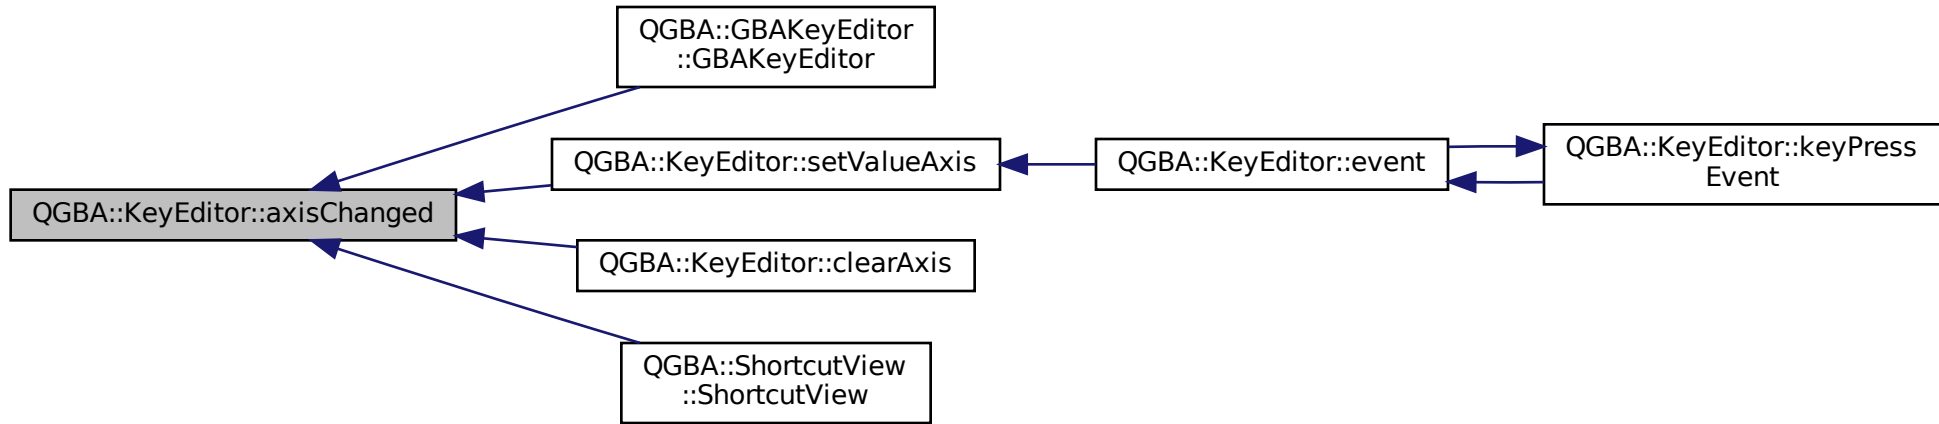 QGBA::GBAKeyEditor
::GBAKeyEditor
QGBA::KeyEditor::axisChanged
QGBA::KeyEditor::setValueAxis
QGBA::KeyEditor::event
QGBA::KeyEditor::keyPress
Event
QGBA::KeyEditor::clearAxis
QGBA::ShortcutView
::ShortcutView